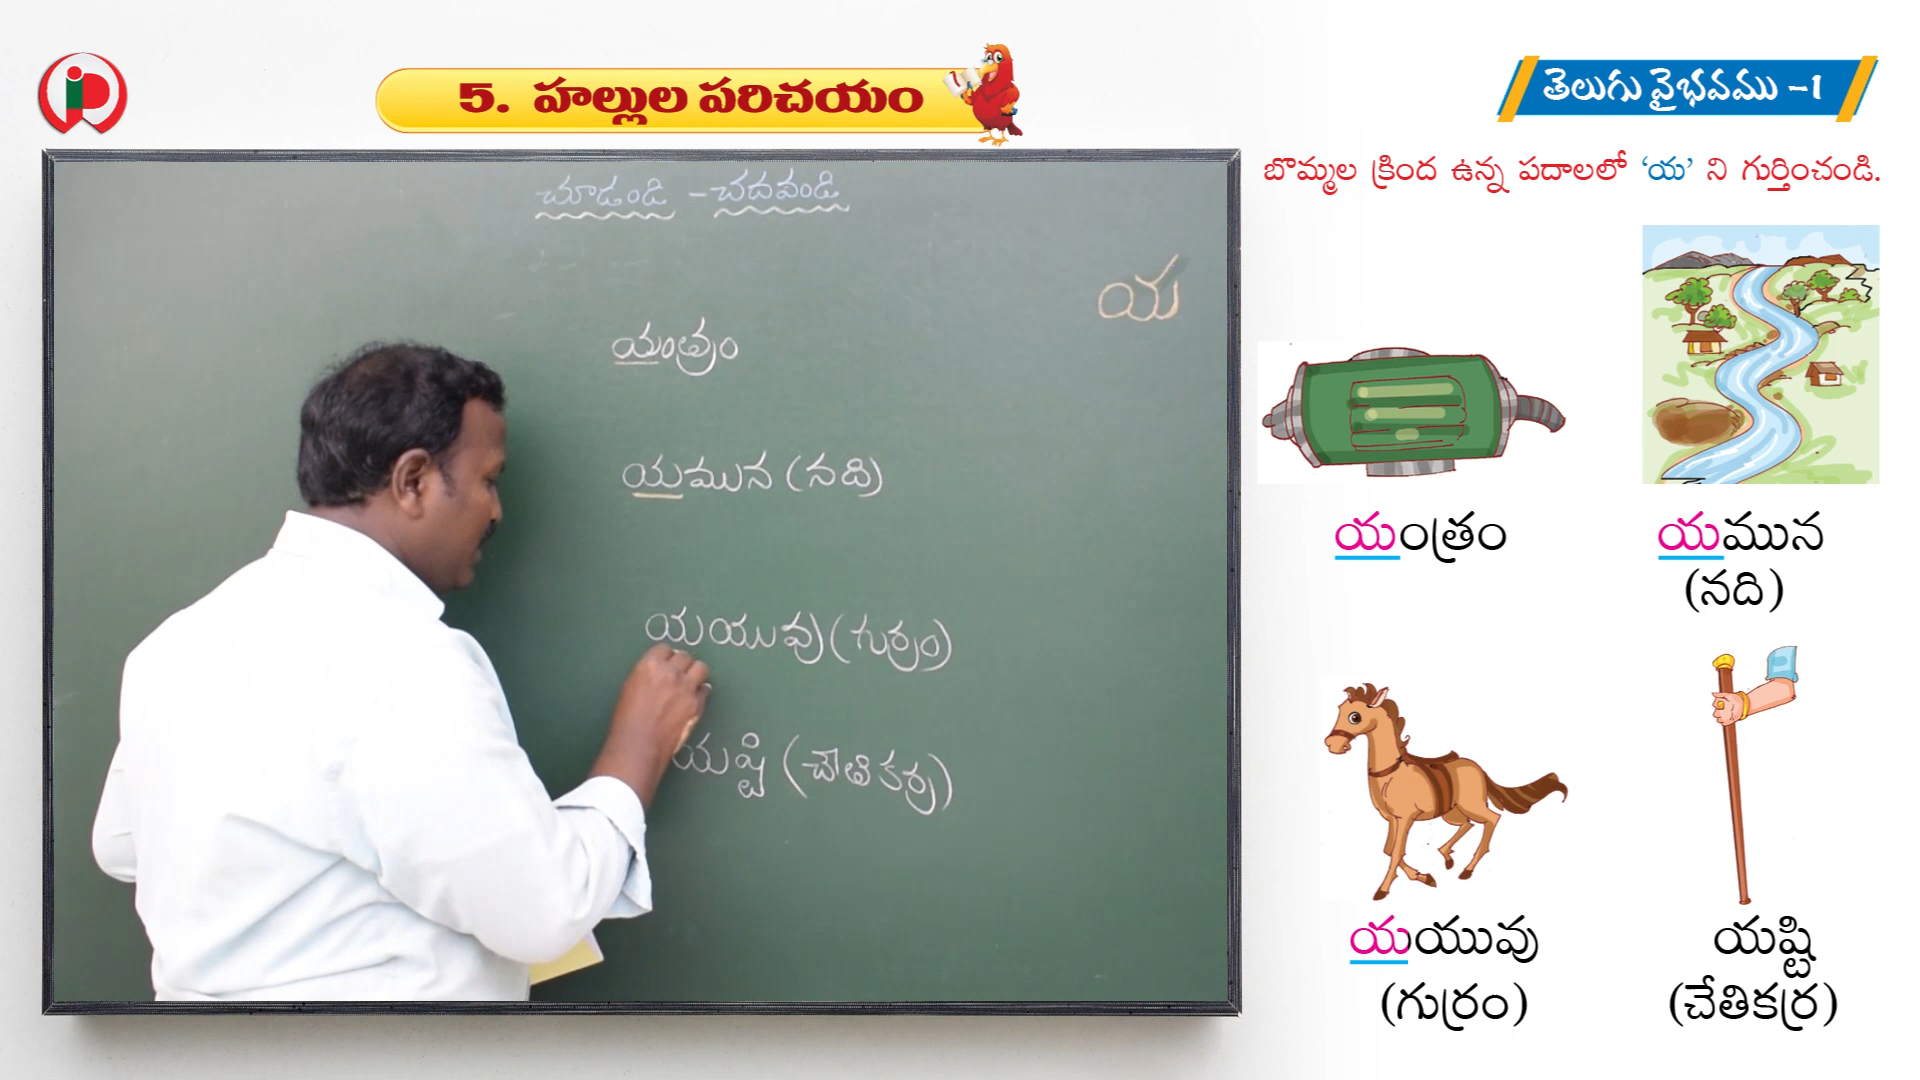 5. హల్లుల పరిచయం
తెలుగు వైభవము -1
చూడండి - చదవండి
య
యంత్రం
యమున (నది)
యయువు (గుర్రం)
యష్టి (చేతికర్ర)
బొమ్మల క్రింద ఉన్న పదాలలో ‘య’ ని గుర్తించండి.
యంత్రం
యమున
(నది)
యయువు
(గుర్రం)
యష్టి
(చేతికర్ర)